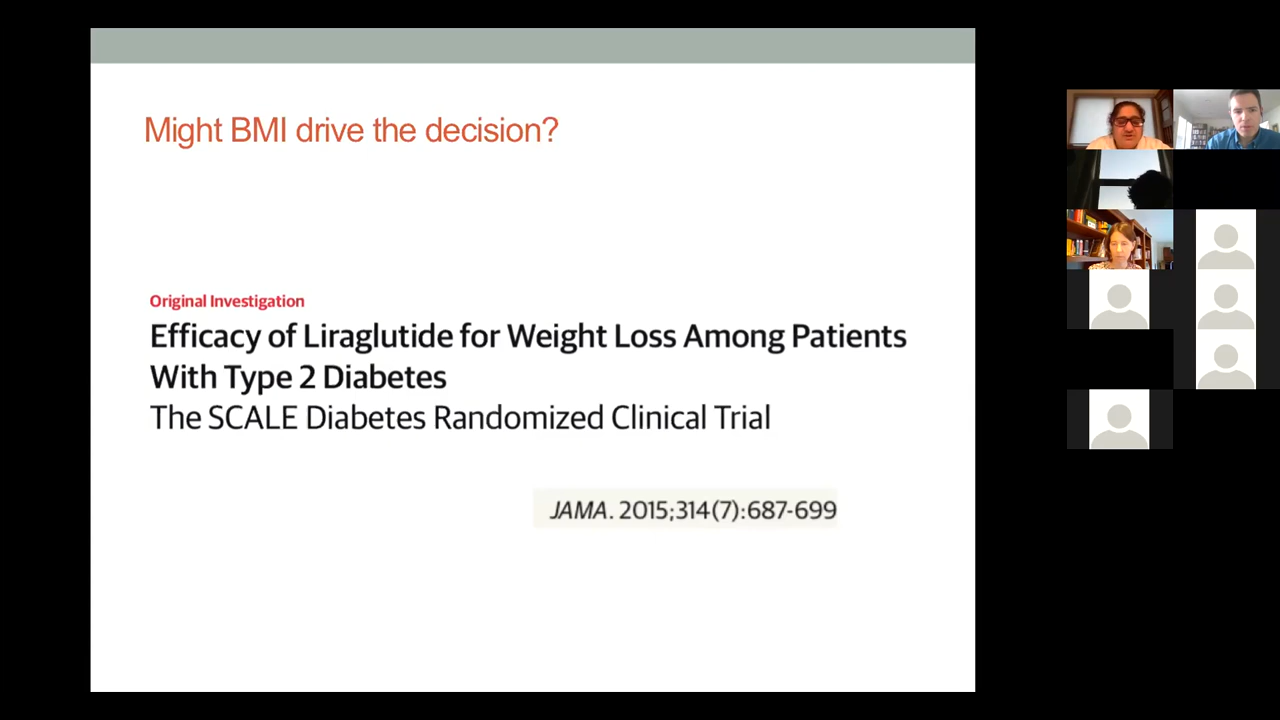 Might BMI drive the decision?
Original Investigation
Efficacy of Liraglutide for Weight Loss Among Patients
With Type 2 Diabetes
The SCALE Diabetes Randomized Clinical Trial
JAMA. 2015;314(7):687-699